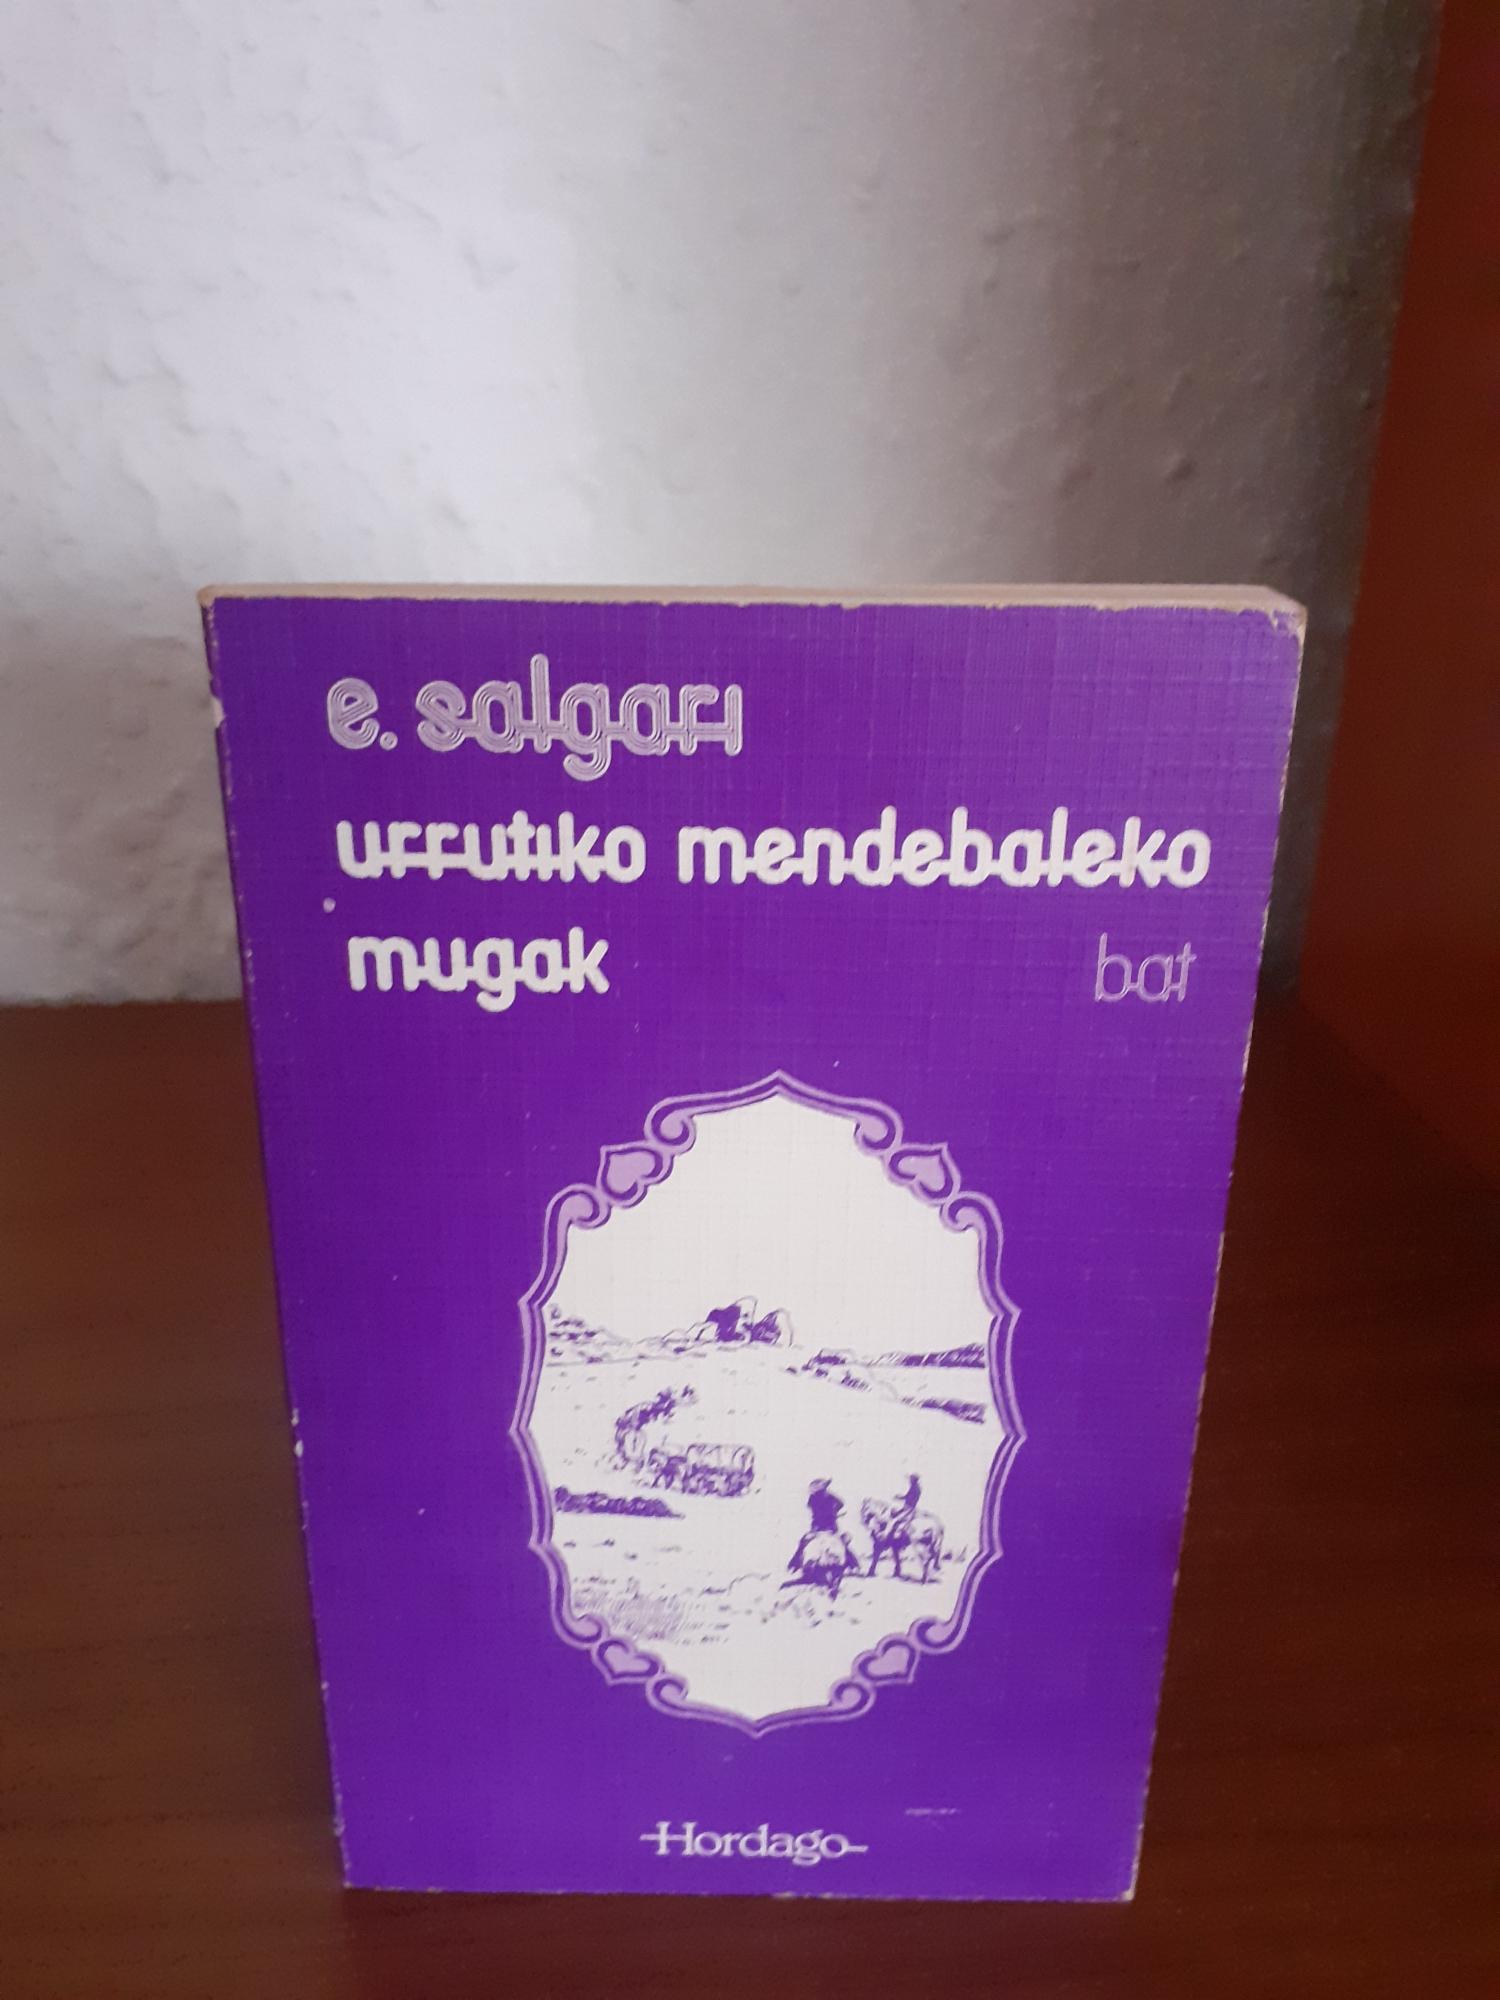 e. salgari
urrutiko mendebaleko
mugak bat
Hordago